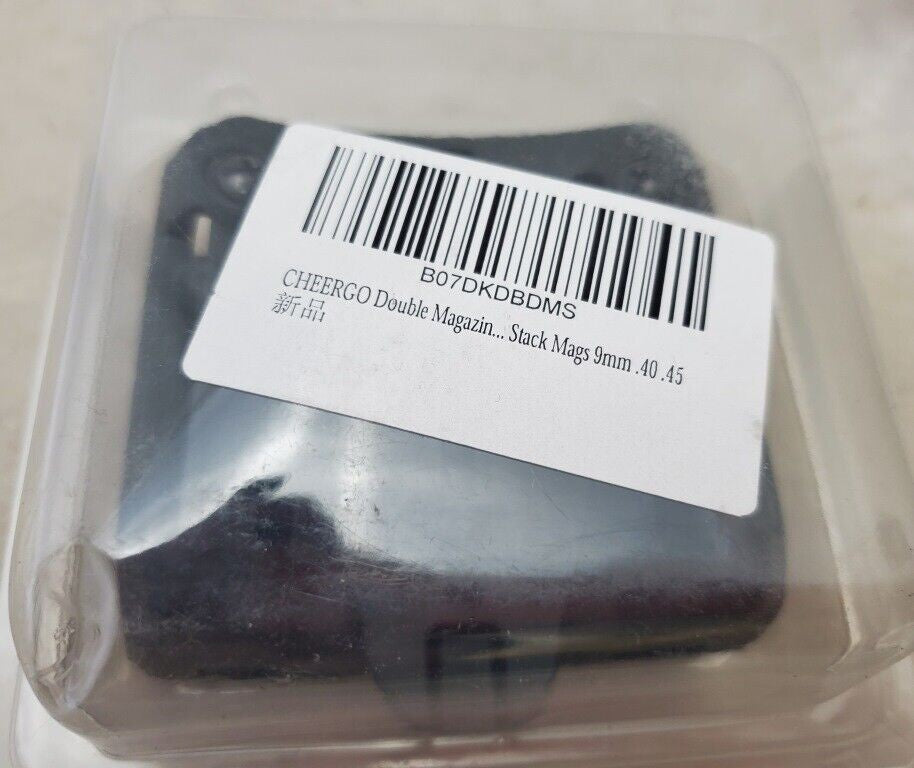 B07DKDBDMS
CHEERGO Double Magazin... Stack Mags 9mm .40 .45
新品